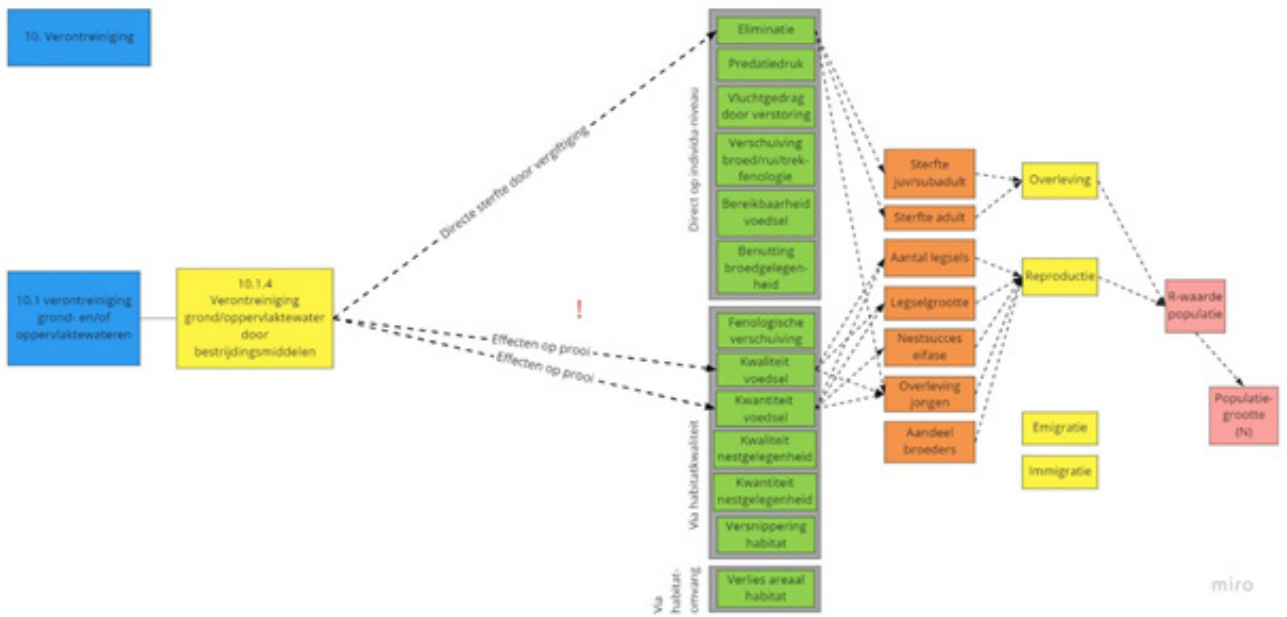 10. Verontreiniging
10.1 verontreiniging
grond- en/of
oppervlaktewateren
10.1.4
Verontreiniging
grond/oppervlaktewater
door
bestrijdingsmiddelen
Directe sterfte door vergiftiging
!
Effecten op prooi
Effecten op prooi
Direct op individu-niveau
Eliminatie
Predatiedruk
Vluchtgedrag
door verstoring
Verschuiving
broed/rui/trek-
fenologie
Bereikbaarheid
voedsel
Benutting
broedgelegen-
heid
Via habitatkwaliteit
Fenologische
verschuiving
Kwaliteit
voedsel
Kwantiteit
voedsel
Kwaliteit
nestgelegenheid
Kwantiteit
nestgelegenheid
Versnippering
habitat
Via
habitat-
omvang
Verlies areaal
habitat
Sterfte
juv/subadult
Sterfte adult
Aantal legsels
Legselgrootte
Nestsucces
eifase
Overleving
jongen
Aandeel
broeders
Overleving
Reproductie
Emigratie
Immigratie
R-waarde
populatie
Populatie-
grootte
(N)
miro